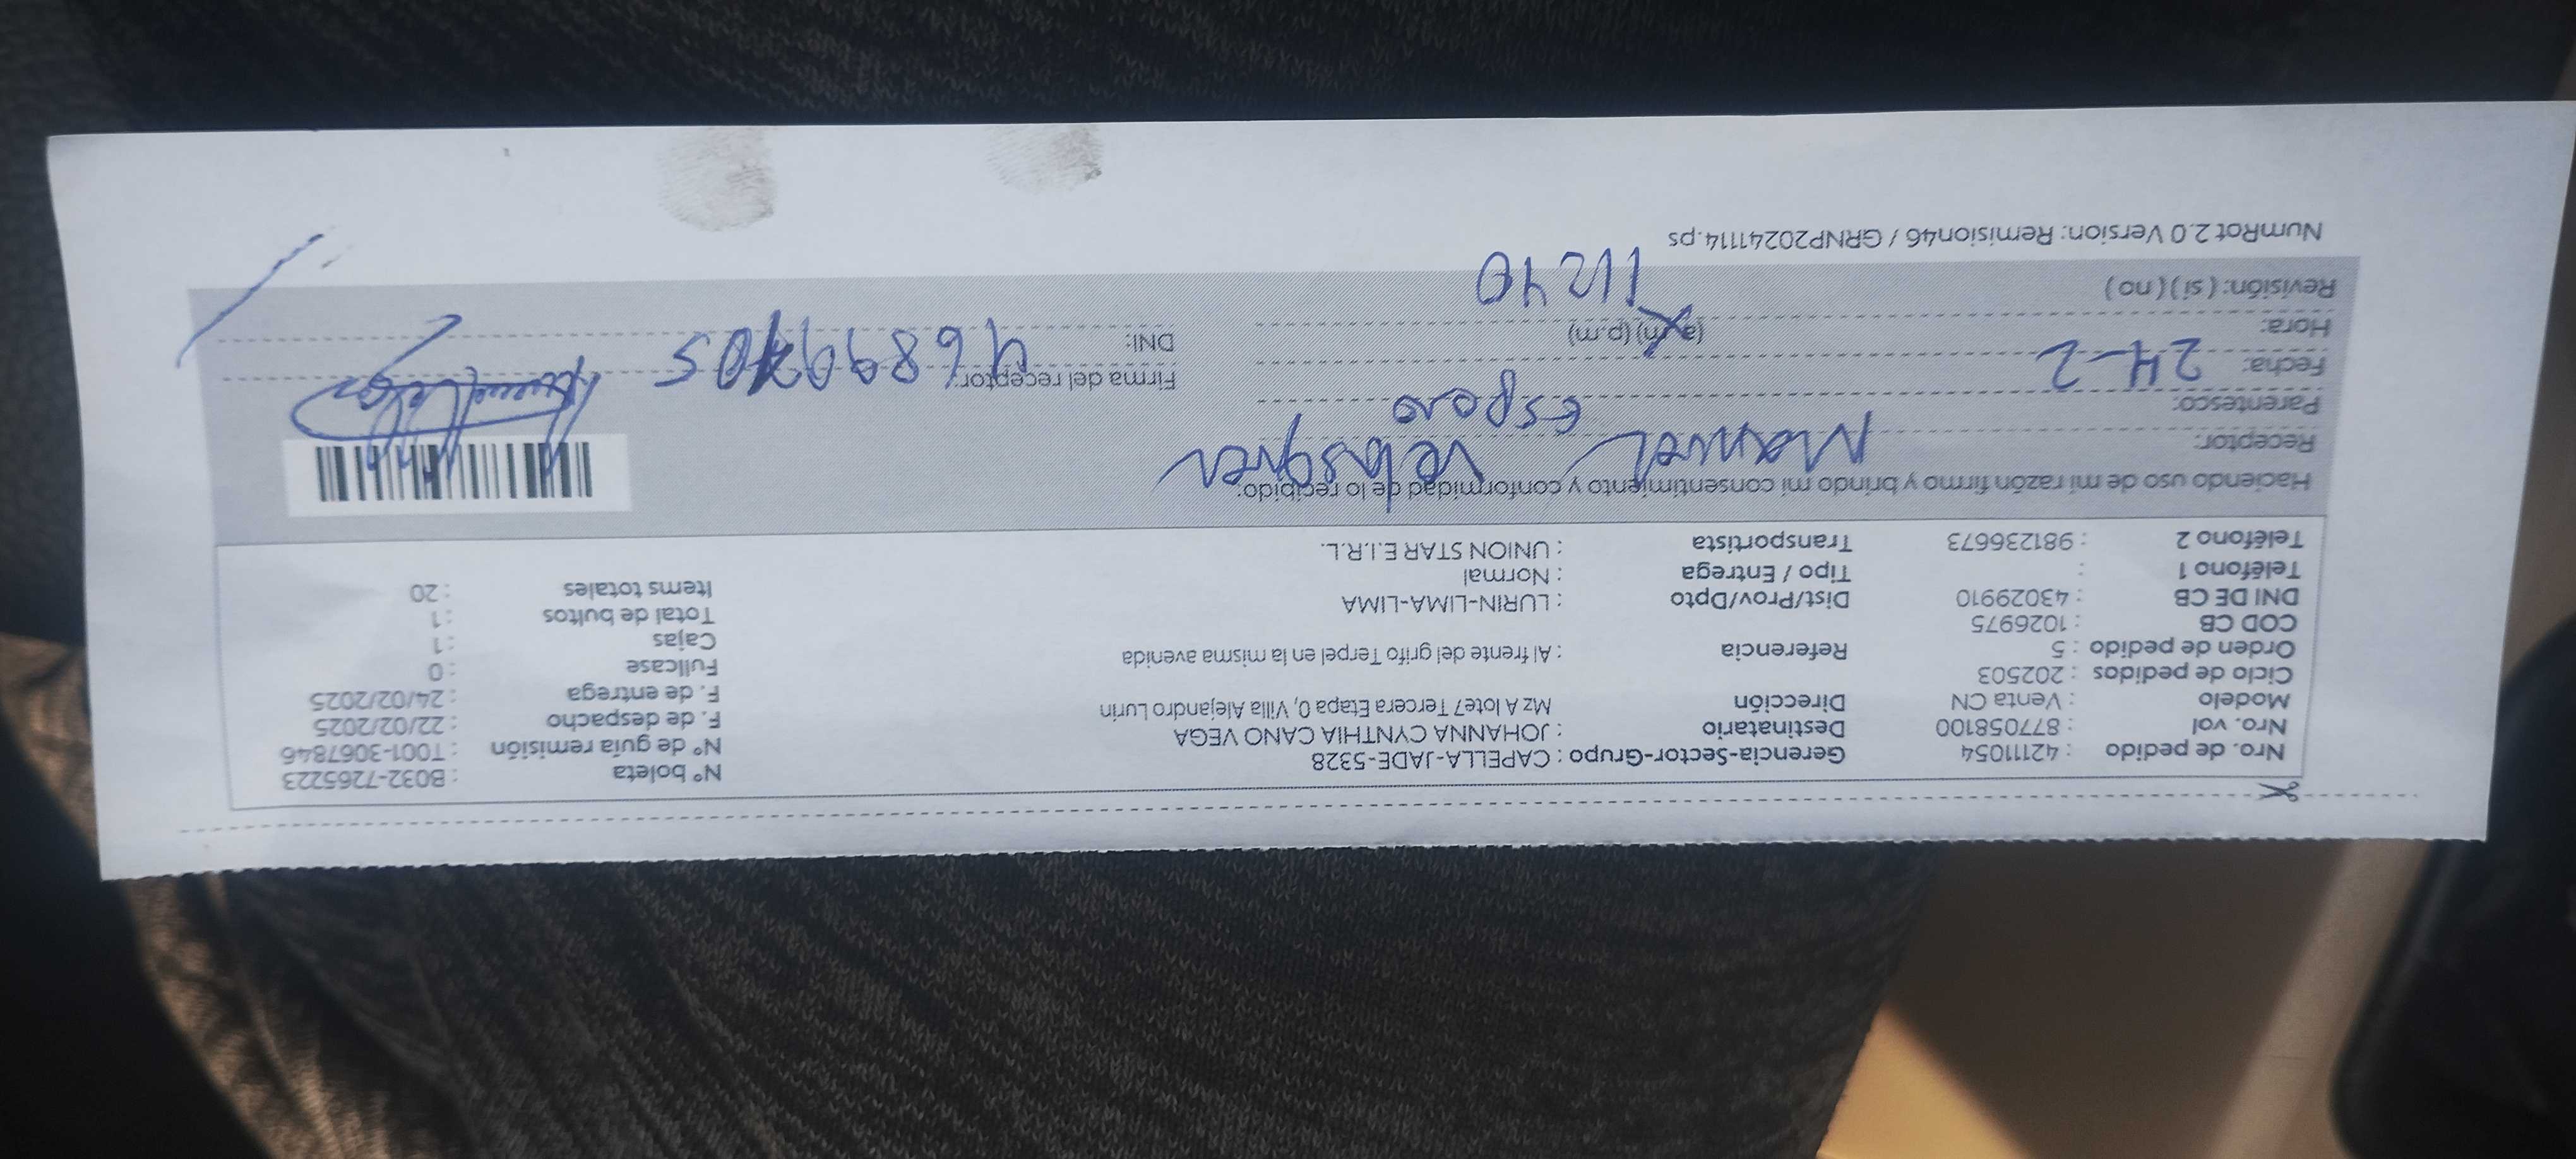 Nro. de pedido : 42111054
Nro. vol : 877058100
Modelo : Venta CN
Ciclo de pedidos : 202503
Orden de pedido : 5
COD CB : 1026975
DNI DE CB : 43029910
Teléfono 1 :
Teléfono 2 : 981236673
Gerencia-Sector-Grupo : CAPELLA-JADE-5328
Destinatario : JOHANNA CYNTHIA CANO VEGA
Dirección Mz A lote7 Tercera Etapa 0, Villa Alejandro Lurin
Referencia : Al frente del grifo Terpel en la misma avenida
Dist/Prov/Dpto : LURIN-LIMA-LIMA
Tipo / Entrega : Normal
Transportista : UNION STAR E.I.R.L.
N° boleta : B032-7265223
N° de guía remisión : T001-3067846
F. de despacho : 22/02/2025
F. de entrega : 24/02/2025
Fullcase : 0
Cajas : 1
Total de bultos : 1
Items totales : 20
Haciendo uso de mi razón firmo y brindo mi consentimiento y conformidad de lo recibido:
Receptor: Manuel
Parentesco: Esposo
Fecha: 24-2
Hora: (a.m) (p.m) 11240
Revisión: ( si ) ( no )
Firma del receptor:
DNI:
NumRot 2.0 Version: Remision46 / GRNP20241114.ps